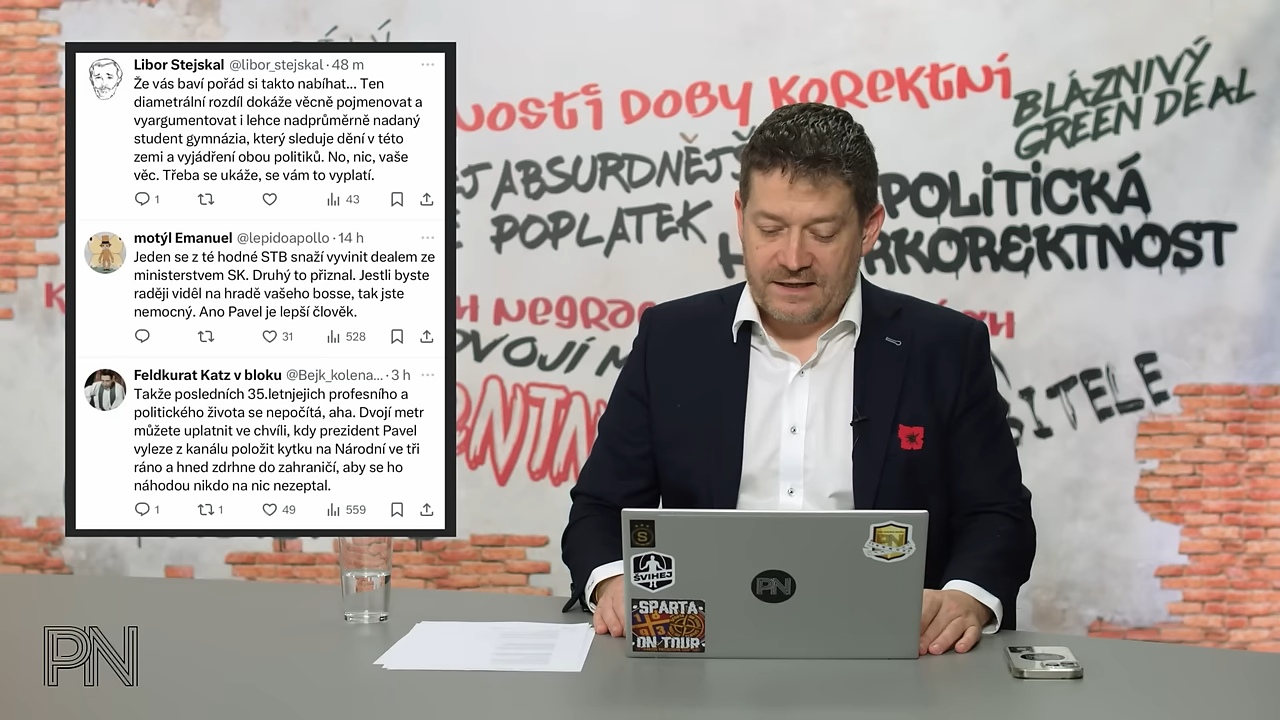 Libor Stejskal @libor_stejskal · 48 m
Že vás baví pořád si takto nabíhat... Ten
diametrální rozdíl dokáže věcně pojmenovat a
vyargumentovat i lehce nadprůměrně nadaný
student gymnázia, který sleduje dění v této
zemi a vyjádření obou politiků. No, nic, vaše
věc. Třeba se ukáže, se vám to vyplatí.
1 43
motýl Emanuel @lepidoapollo · 14 h
Jeden se z té hodné STB snaží vyvinit dealem ze
ministerstvem SK. Druhý to přiznal. Jestli byste
raději viděl na hradě vašeho bosse, tak jste
nemocný. Ano Pavel je lepší člověk.
31 528
Feldkurat Katz v bloku @Bejk_kolena... · 3 h
Takže posledních 35.letnjejich profesního a
politického života se nepočítá, aha. Dvojí metr
můžete uplatnit ve chvíli, kdy prezident Pavel
vyleze z kanálu položit kytku na Národní ve tři
ráno a hned zdrhne do zahraničí, aby se ho
náhodou nikdo na nic nezeptal.
1 1 49 559
DOBY KOREKTNÍ
BLÁZNIVÝ
GREEN DEAL
POPLATEK
POLITICKÁ
S
ŠVIHEJ
PN
SPARTA
ON TOUR
PN